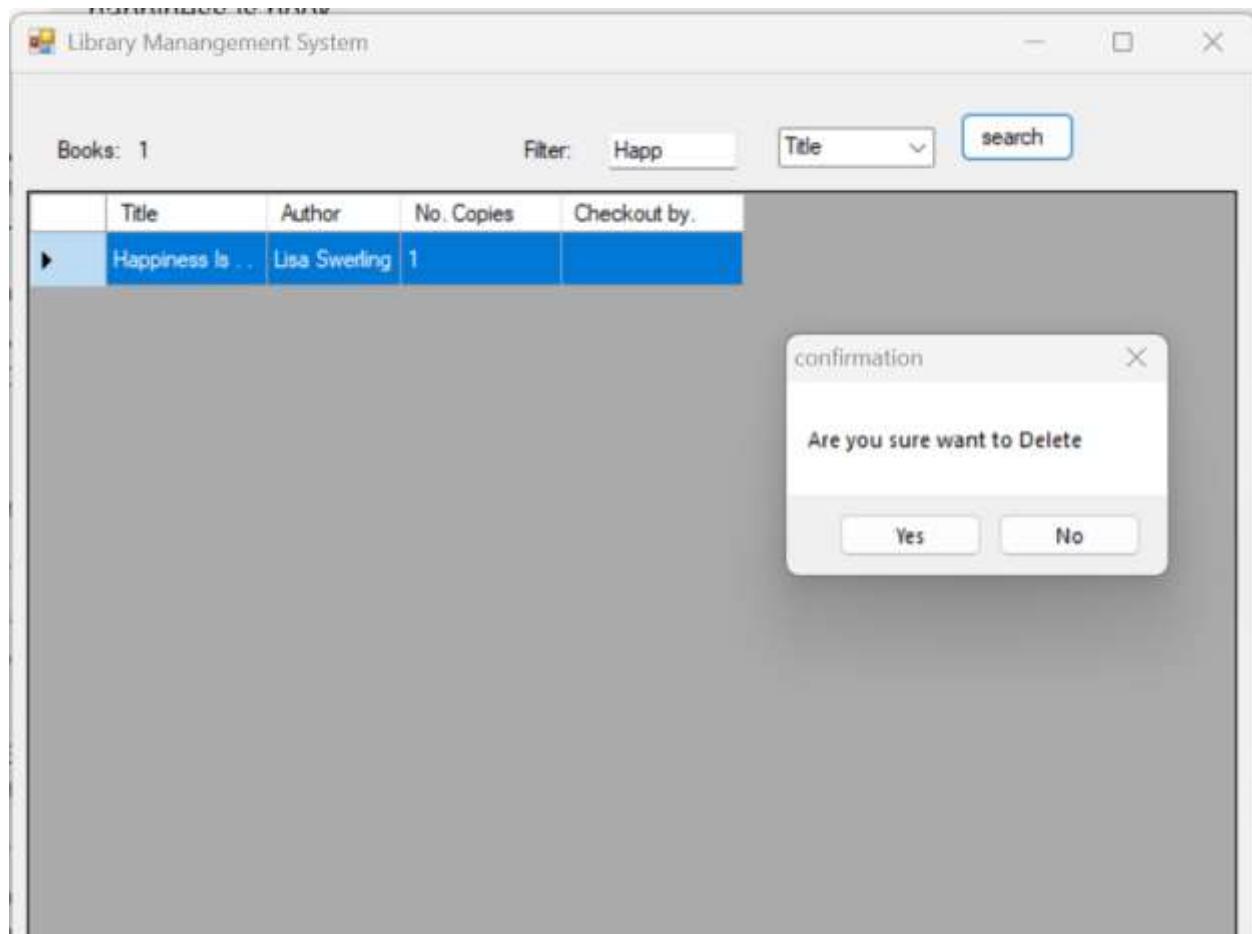 Library Manangement System
Books: 1 Filter: Happ Title search
Title Author No. Copies Checkout by.
Happiness Is . . Lisa Swerling 1
confirmation
Are you sure want to Delete
Yes No